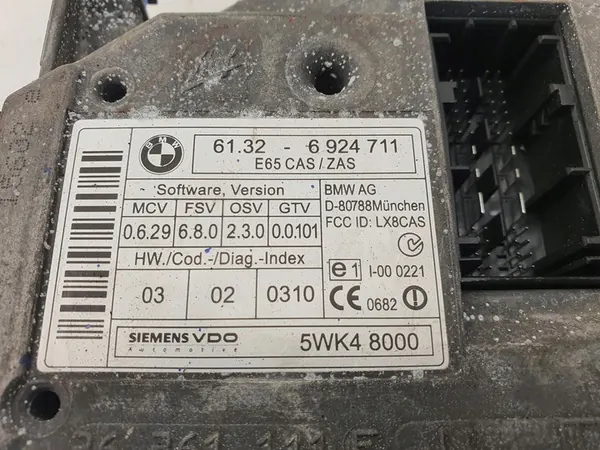 BMW
61.32 - 6 924 711
E65 CAS / ZAS
Software, Version
MCV FSV OSV GTV
0.6.29 6.8.0 2.3.0 0.0.101
HW./Cod.-/Diag.-Index
03 02 0310
BMW AG
D-80788München
FCC ID: LX8CAS
e1 I-00 0221
CE 0682
SIEMENS VDO
Automotive
5WK4 8000